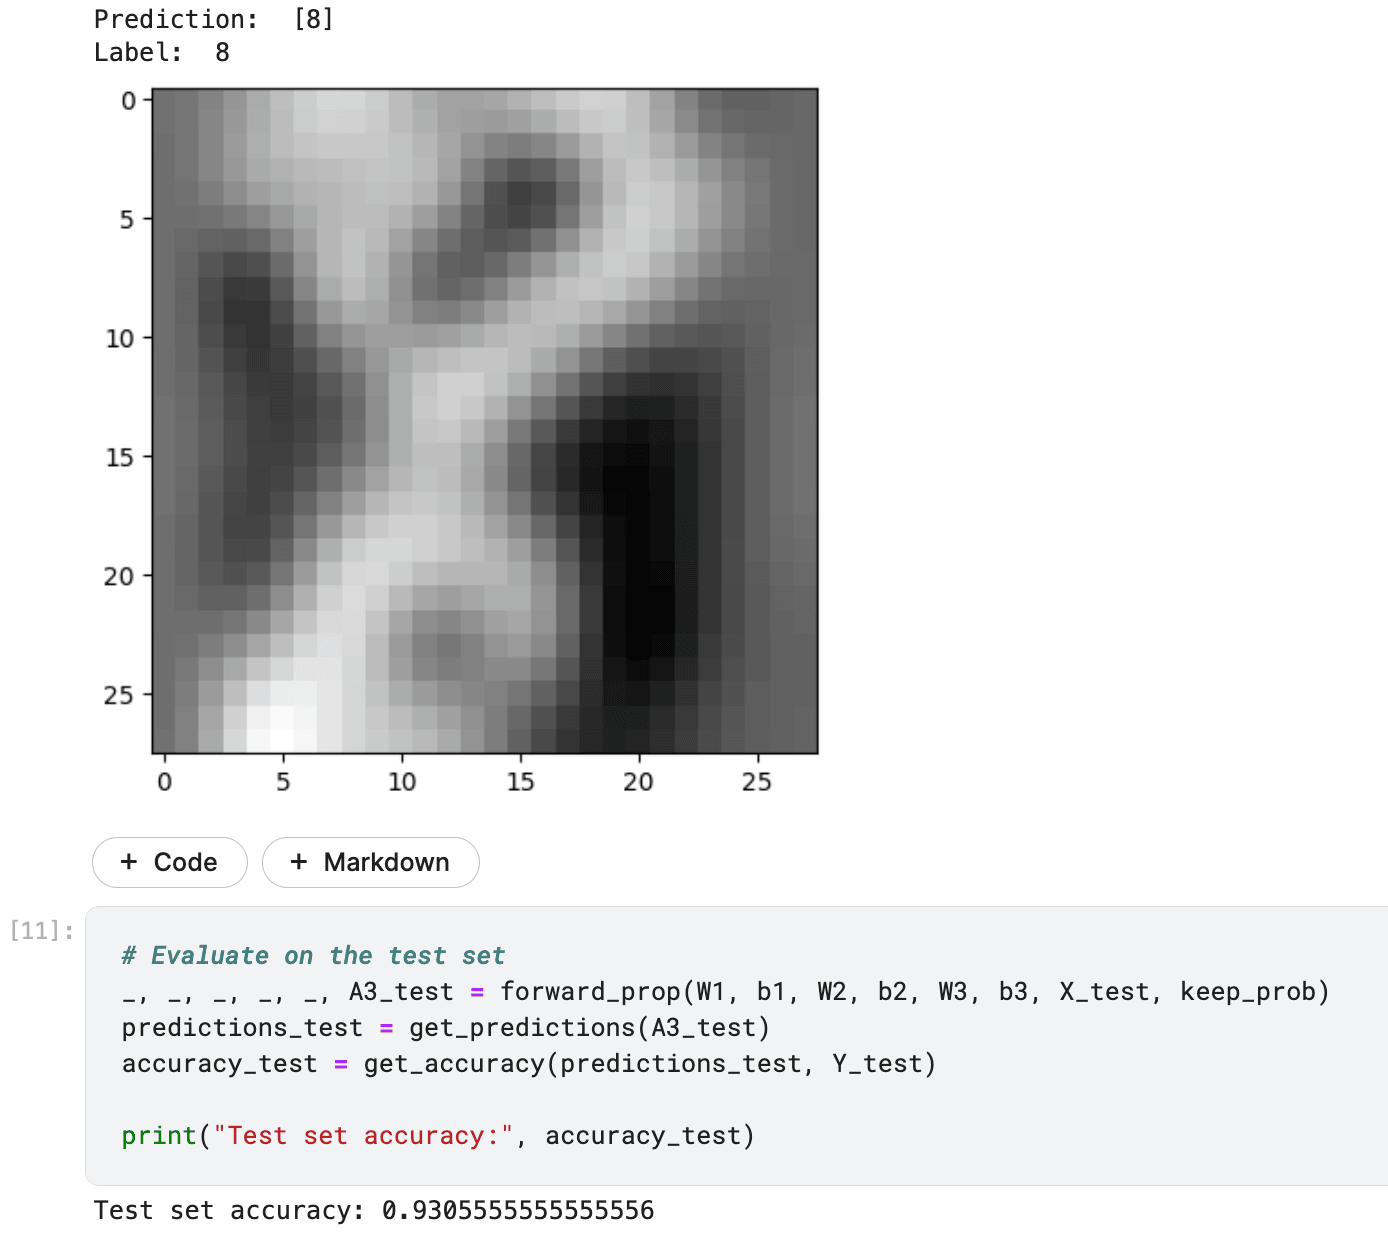 Prediction:  [8]
Label:  8
0
5
10
15
20
25
0 5 10 15 20 25
+ Code + Markdown
[11]:
# Evaluate on the test set
_, _, _, _, _, A3_test = forward_prop(W1, b1, W2, b2, W3, b3, X_test, keep_prob)
predictions_test = get_predictions(A3_test)
accuracy_test = get_accuracy(predictions_test, Y_test)
print("Test set accuracy:", accuracy_test)
Test set accuracy: 0.9305555555555556